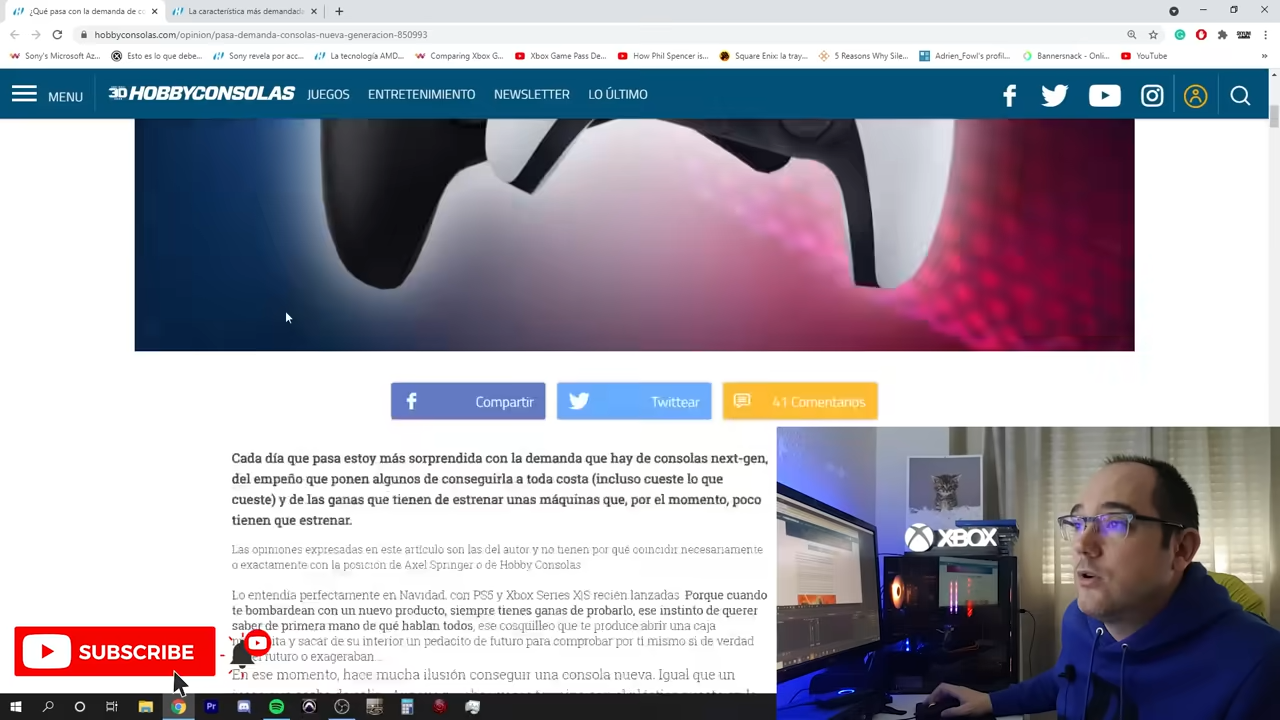 ¿Qué pasa con la demanda de co
La característica más demandada
hobbyconsolas.com/opinion/pasa-demanda-consolas-nueva-generacion-850993
Sony's Microsoft Az...
Esto es lo que debe...
Sony revela por acc...
La tecnología AMD...
Comparing Xbox G...
Xbox Game Pass De...
How Phil Spencer is...
Square Enix: la tray...
5 Reasons Why Sile...
Adrien_Fowl's profil...
Bannersnack - Onli...
YouTube
MENU
HOBBYCONSOLAS
JUEGOS
ENTRETENIMIENTO
NEWSLETTER
LO ÚLTIMO
Compartir
Twittear
41 Comentarios
Cada día que pasa estoy más sorprendida con la demanda que hay de consolas next-gen,
del empeño que ponen algunos de conseguirla a toda costa (incluso cueste lo que
cueste) y de las ganas que tienen de estrenar unas máquinas que, por el momento, poco
tienen que estrenar.
Las opiniones expresadas en este artículo son las del autor y no tienen por qué coincidir necesariamente
o exactamente con la posición de Axel Springer o de Hobby Consolas
Lo entendía perfectamente en Navidad, con PS5 y Xbox Series X|S recién lanzadas. Porque cuando
te bombardean con un nuevo producto, siempre tienes ganas de probarlo, ese instinto de querer
saber de primera mano de qué hablan todos, ese cosquilleo que te produce abrir una caja
y sacar de su interior un pedacito de futuro para comprobar por ti mismo si de verdad
futuro o exageraban...
En ese momento, hace mucha ilusión conseguir una consola nueva. Igual que un
XBOX
SUBSCRIBE